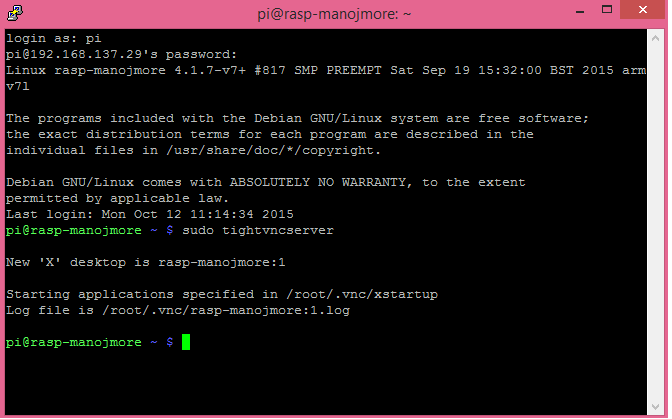 pi@rasp-manojmore: ~
login as: pi
pi@192.168.137.29's password:
Linux rasp-manojmore 4.1.7-v7+ #817 SMP PREEMPT Sat Sep 19 15:32:00 BST 2015 arm
v7l
The programs included with the Debian GNU/Linux system are free software;
the exact distribution terms for each program are described in the
individual files in /usr/share/doc/*/copyright.
Debian GNU/Linux comes with ABSOLUTELY NO WARRANTY, to the extent
permitted by applicable law.
Last login: Mon Oct 12 11:14:34 2015
pi@rasp-manojmore ~ $ sudo tightvncserver
New 'X' desktop is rasp-manojmore:1
Starting applications specified in /root/.vnc/xstartup
Log file is /root/.vnc/rasp-manojmore:1.log
pi@rasp-manojmore ~ $